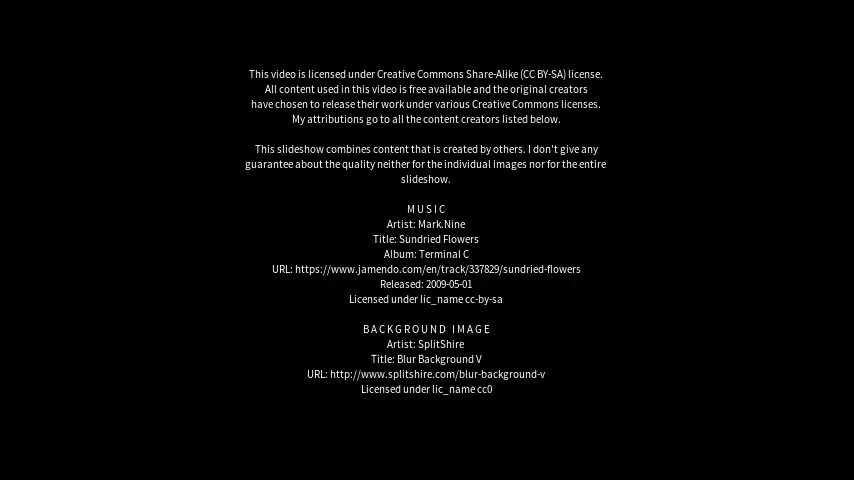 This video is licensed under Creative Commons Share-Alike (CC BY-SA) license.
All content used in this video is free available and the original creators
have chosen to release their work under various Creative Commons licenses.
My attributions go to all the content creators listed below.
This slideshow combines content that is created by others. I don't give any
guarantee about the quality neither for the individual images nor for the entire
slideshow.
MUSIC
Artist: Mark.Nine
Title: Sundried Flowers
Album: Terminal C
URL: https://www.jamendo.com/en/track/337829/sundried-flowers
Released: 2009-05-01
Licensed under lic_name cc-by-sa
BACKGROUND IMAGE
Artist: SplitShire
Title: Blur Background V
URL: http://www.splitshire.com/blur-background-v
Licensed under lic_name cc0